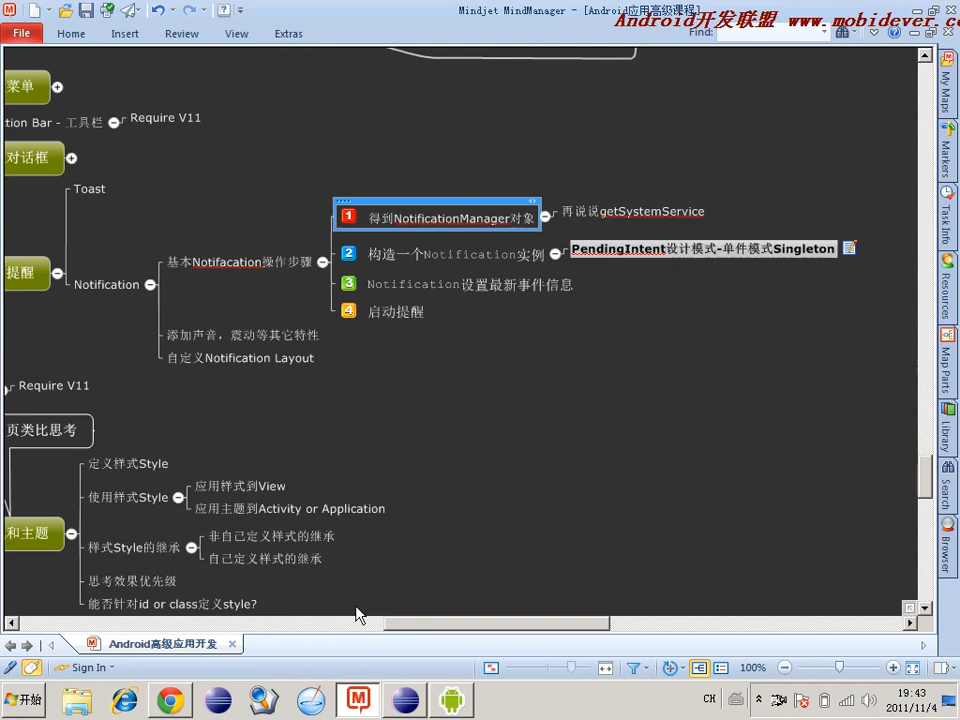 Mindjet MindManager - [Android应用高级课程]
Android开发联盟 www.mobidever.co
File Home Insert Review View Extras Find:
菜单
tion Bar - 工具栏
Require V11
对话框
Toast
提醒
Notification
基本Notifacation操作步骤
1 得到NotificationManager对象
再说说getSystemService
2 构造一个Notification实例
PendingIntent设计模式-单件模式Singleton
3 Notification设置最新事件信息
4 启动提醒
添加声音，震动等其它特性
自定义Notification Layout
Require V11
页类比思考
和主题
定义样式Style
使用样式Style
应用样式到View
应用主题到Activity or Application
样式Style的继承
非自己定义样式的继承
自己定义样式的继承
思考效果优先级
能否针对id or class定义style?
My Maps
Markers
Task Info
Resources
Map Parts
Library
Search
Browser
Android高级应用开发
Sign In
100%
开始
CH
19:43
2011/11/4